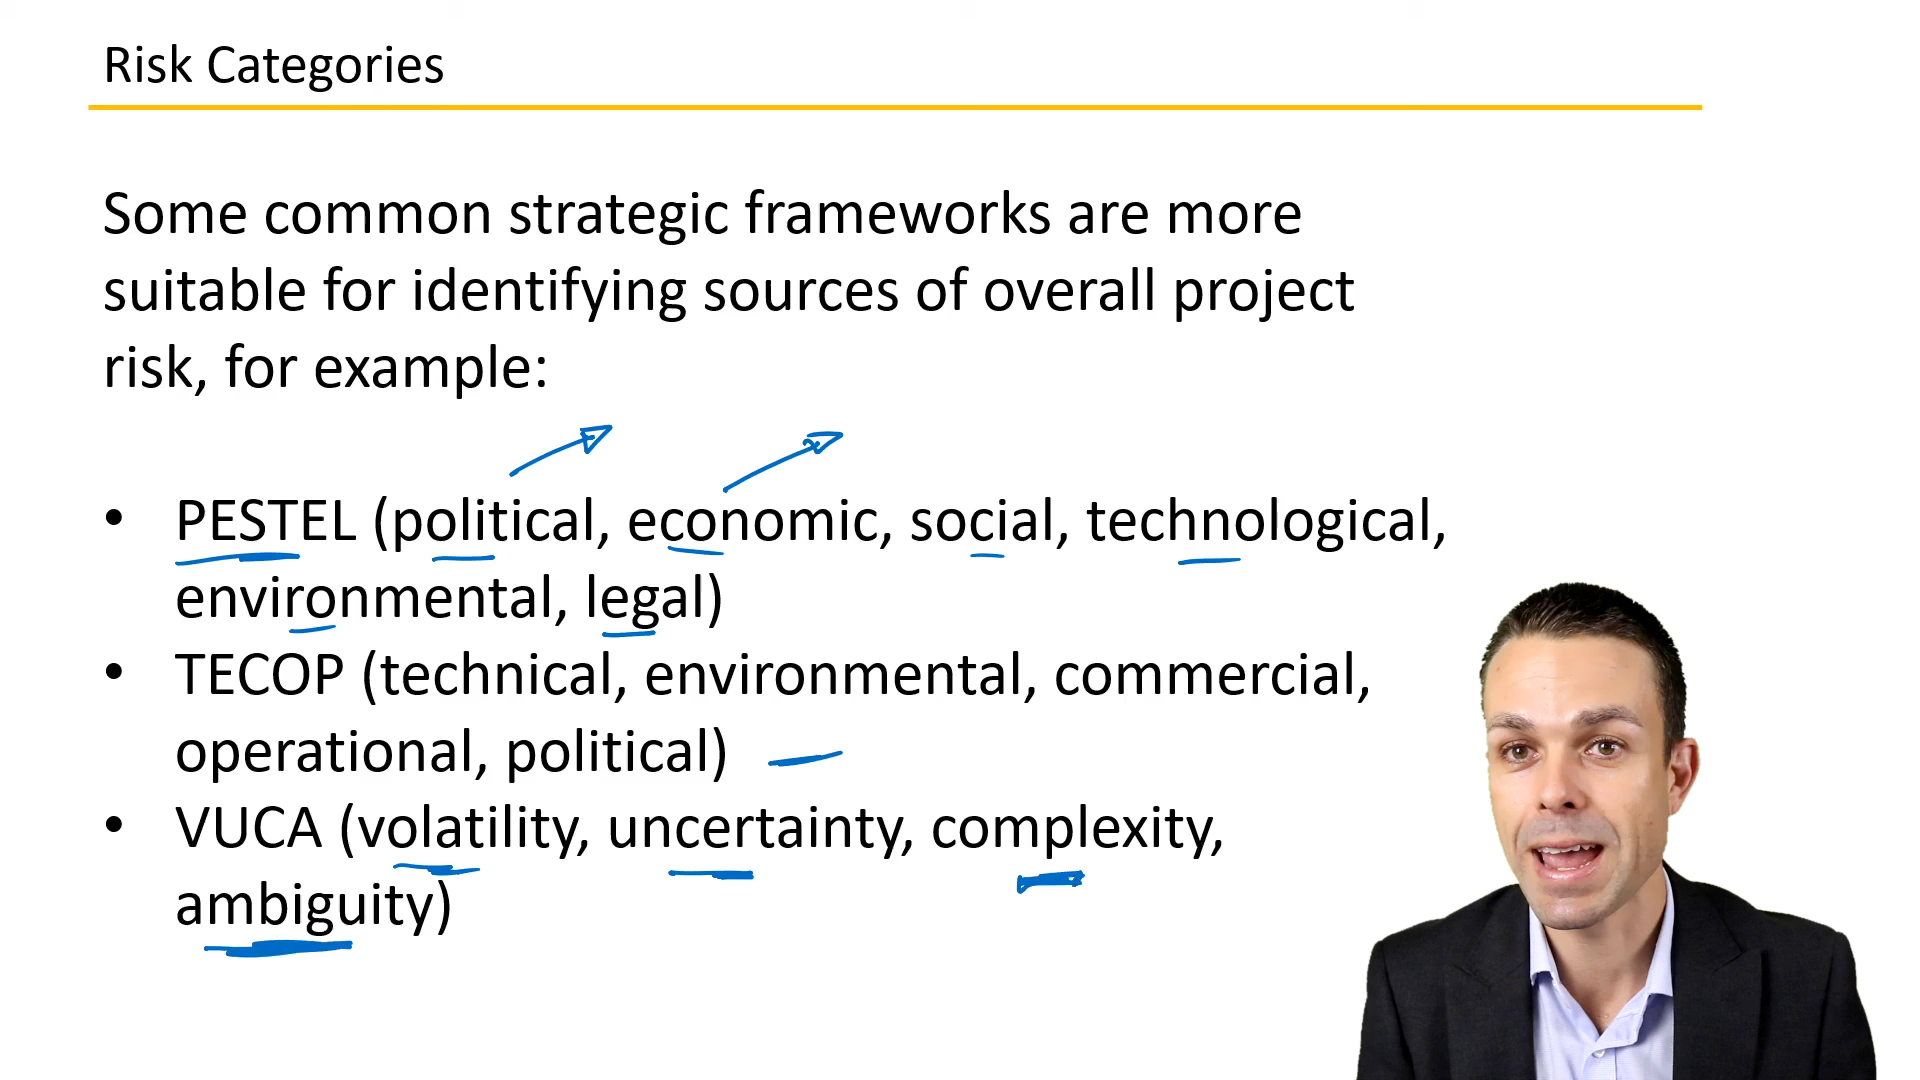 Risk Categories
Some common strategic frameworks are more
suitable for identifying sources of overall project
risk, for example:
• PESTEL (political, economic, social, technological,
environmental, legal)
• TECOP (technical, environmental, commercial,
operational, political)
• VUCA (volatility, uncertainty, complexity,
ambiguity)